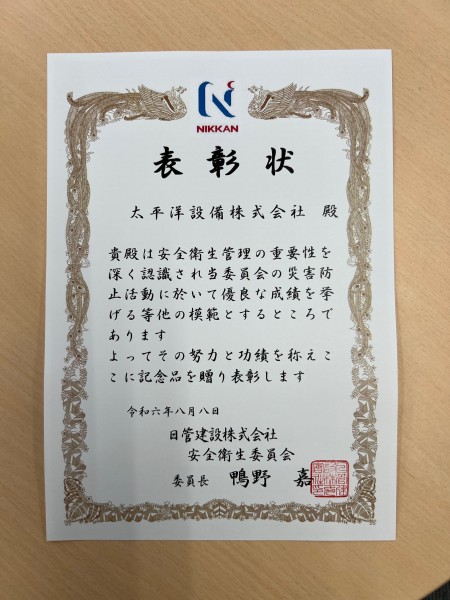 NIKKAN
表彰状
太平洋設備株式会社 殿
貴殿は安全衛生管理の重要性を
深く認識され当委員会の災害防
止活動に於いて優良な成績を挙
げる等他の模範とするところで
あります
よってその努力と功績を称えこ
こに記念品を贈り表彰します
令和六年八月八日
日管建設株式会社
安全衛生委員会
委員長 鴨野 嘉